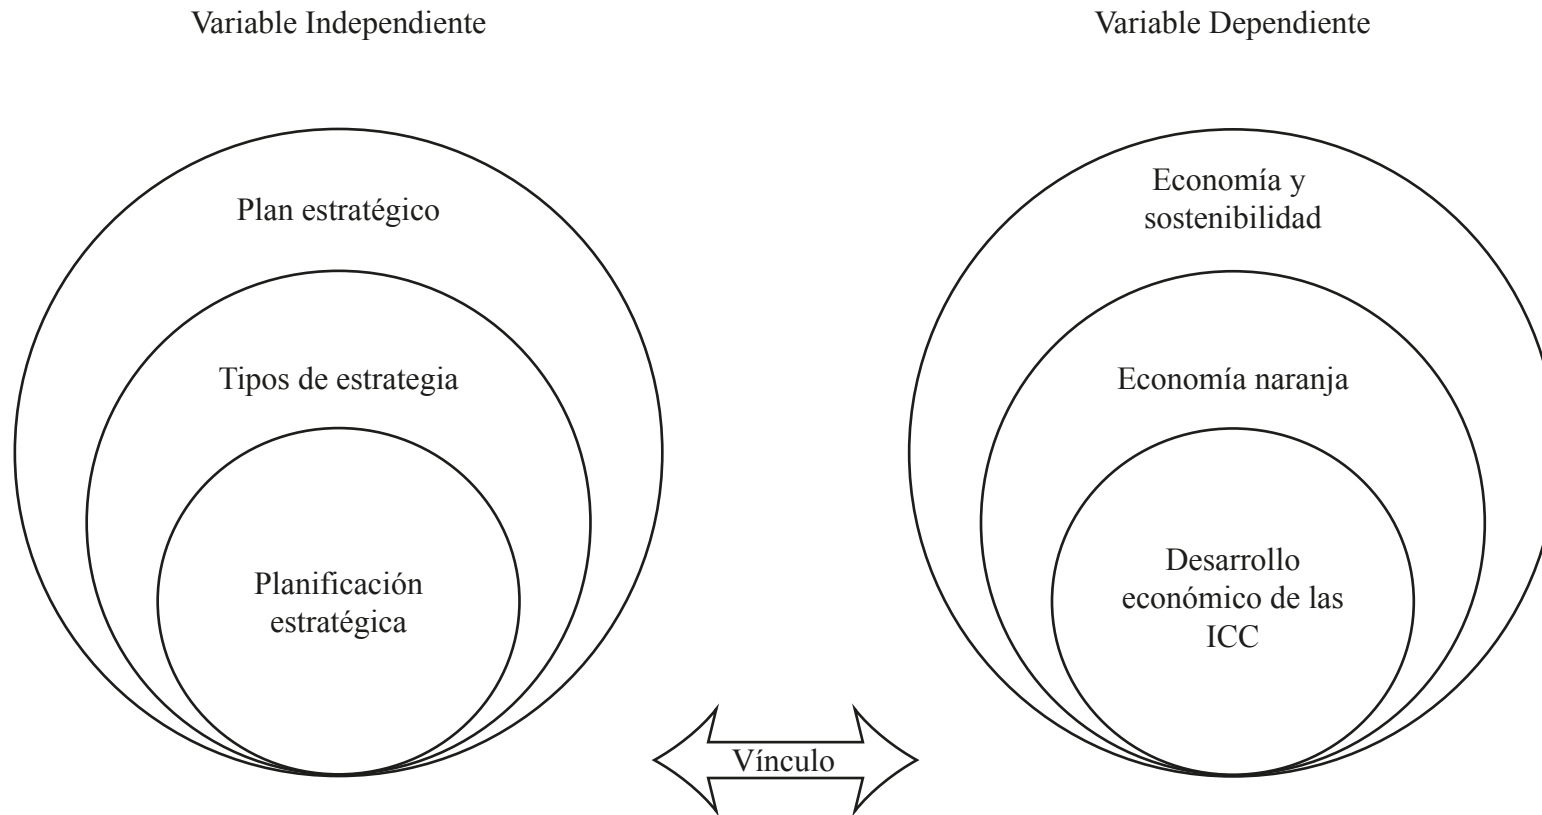 Variable Independiente
Variable Dependiente
Plan estratégico
Tipos de estrategia
Planificación
estratégica
Economía y
sostenibilidad
Economía naranja
Desarrollo
económico de las
ICC
Vínculo